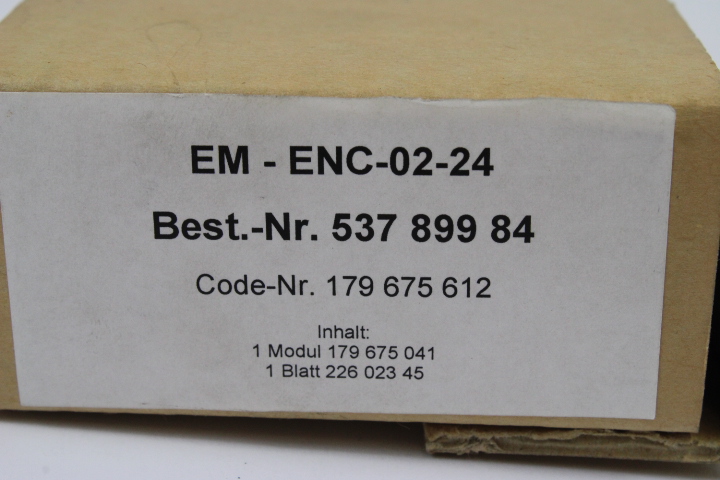 EM - ENC-02-24
Best.-Nr. 537 899 84
Code-Nr. 179 675 612
Inhalt:
1 Modul 179 675 041
1 Blatt 226 023 45